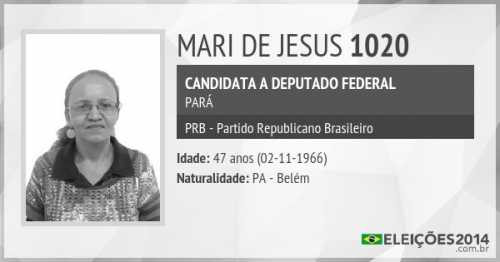 MARI DE JESUS 1020
CANDIDATA A DEPUTADO FEDERAL
PARÁ
PRB - Partido Republicano Brasileiro
Idade: 47 anos (02-11-1966)
Naturalidade: PA - Belém
ELEIÇÕES2014
.com.br